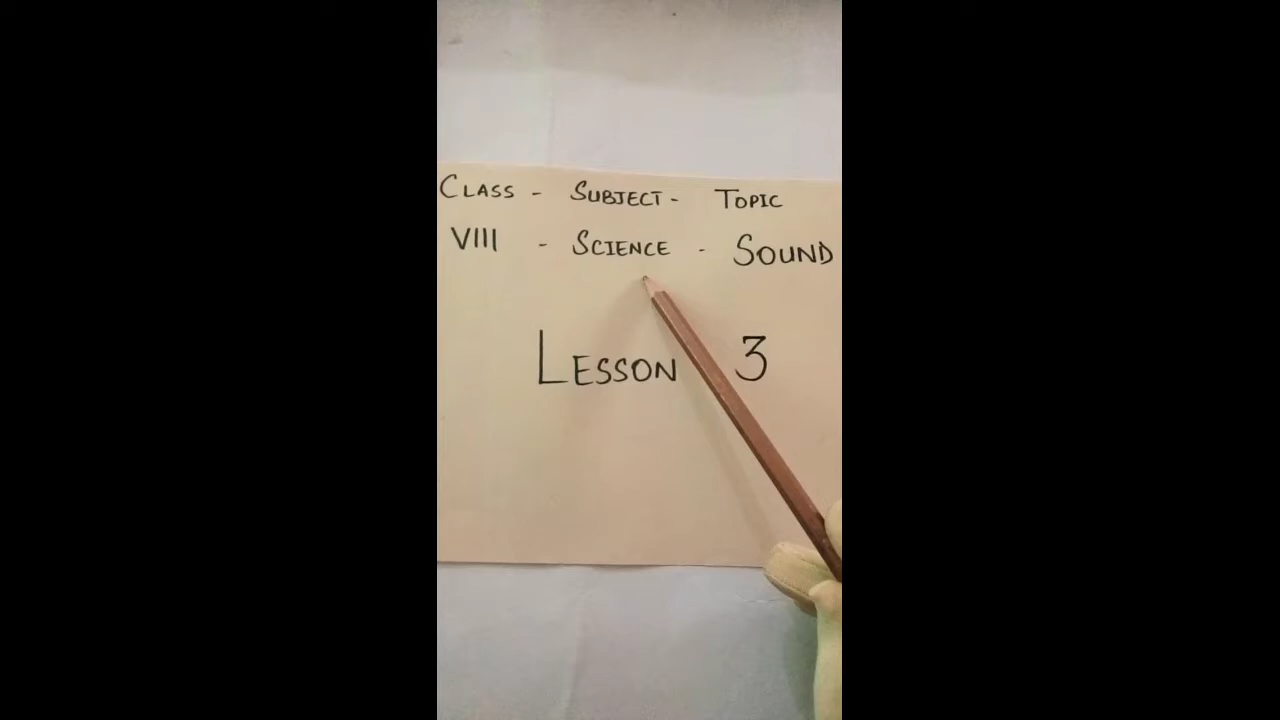 CLASS - SUBJECT - TOPIC
VIII - SCIENCE - SOUND
LESSON 3